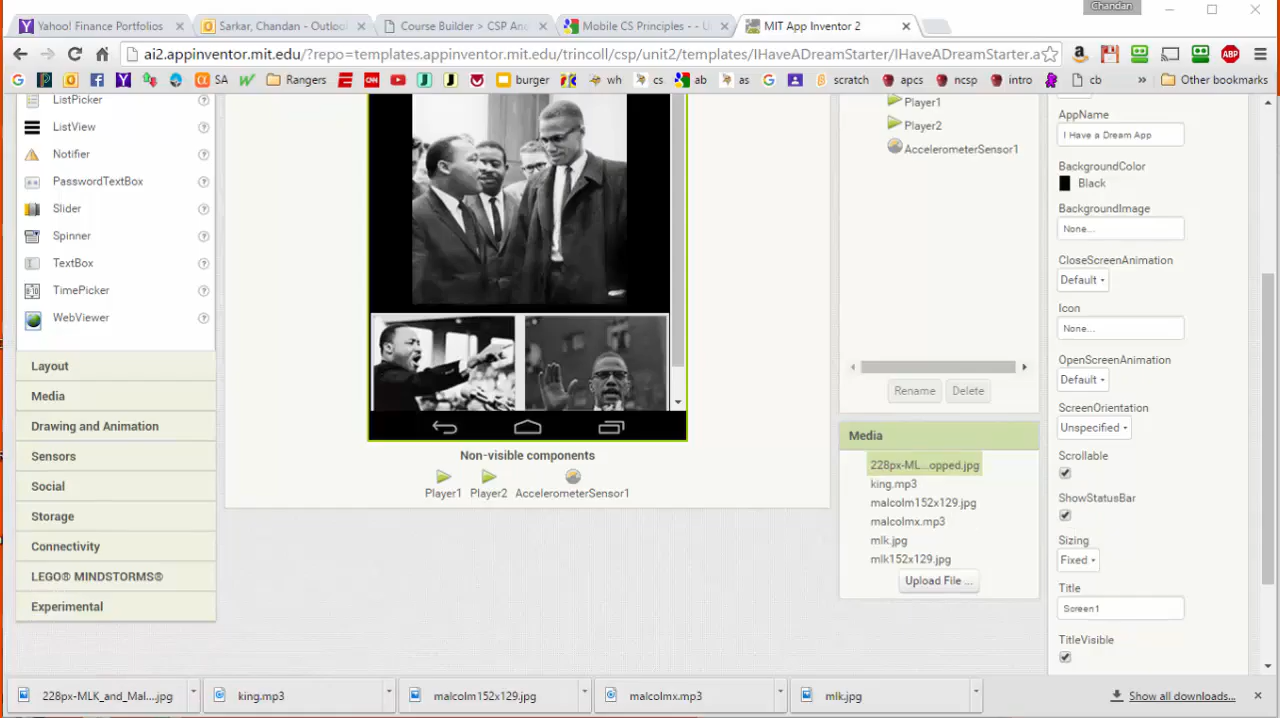 Chandan
Yahoo! Finance Portfolios
Sarkar, Chandan - Outlool
Course Builder > CSP An
Mobile CS Principles - - U
MIT App Inventor 2
ai2.appinventor.mit.edu/?repo=templates.appinventor.mit.edu/trincoll/csp/unit2/templates/IHaveADreamStarter/IHaveADreamStarter.a
SA
Rangers
burger
wh
cs
ab
as
scratch
apcs
ncsp
intro
C
»
Other bookmarks
ListPicker
ListView
Notifier
PasswordTextBox
Slider
Spinner
TextBox
TimePicker
WebViewer
Layout
Media
Drawing and Animation
Sensors
Social
Storage
Connectivity
LEGO® MINDSTORMS®
Experimental
Non-visible components
Player1
Player2
AccelerometerSensor1
Player1
Player2
AccelerometerSensor1
Rename
Delete
Media
228px-ML...opped.jpg
king.mp3
malcolm152x129.jpg
malcolmx.mp3
mlk.jpg
mlk152x129.jpg
Upload File ...
AppName
I Have a Dream App
BackgroundColor
Black
BackgroundImage
None...
CloseScreenAnimation
Default
Icon
None...
OpenScreenAnimation
Default
ScreenOrientation
Unspecified
Scrollable
ShowStatusBar
Sizing
Fixed
Title
Screen1
TitleVisible
228px-MLK_and_Mal....jpg
king.mp3
malcolm152x129.jpg
malcolmx.mp3
mlk.jpg
Show all downloads...